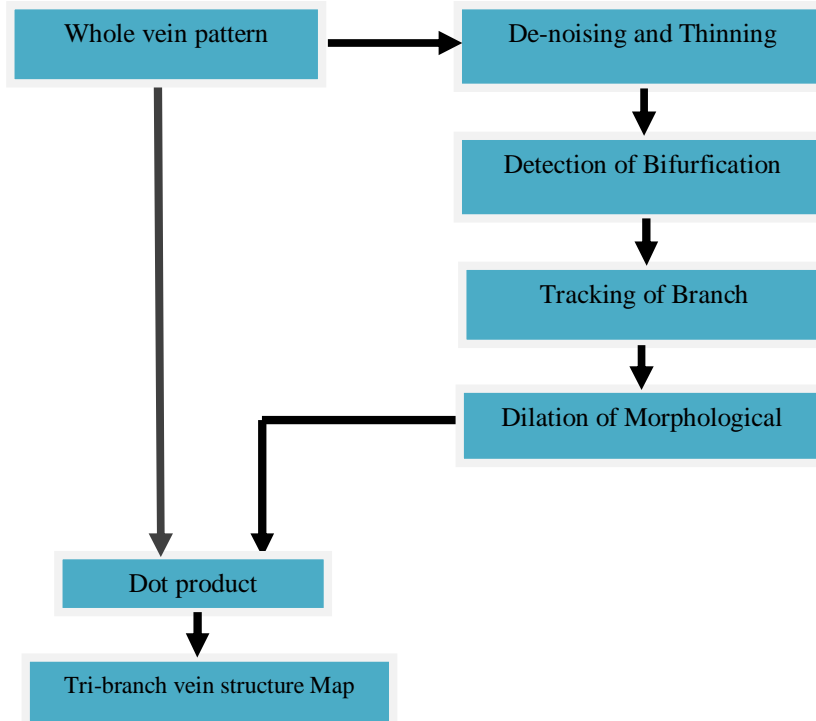 Whole vein pattern
De-noising and Thinning
Detection of Bifurfication
Tracking of Branch
Dilation of Morphological
Dot product
Tri-branch vein structure Map